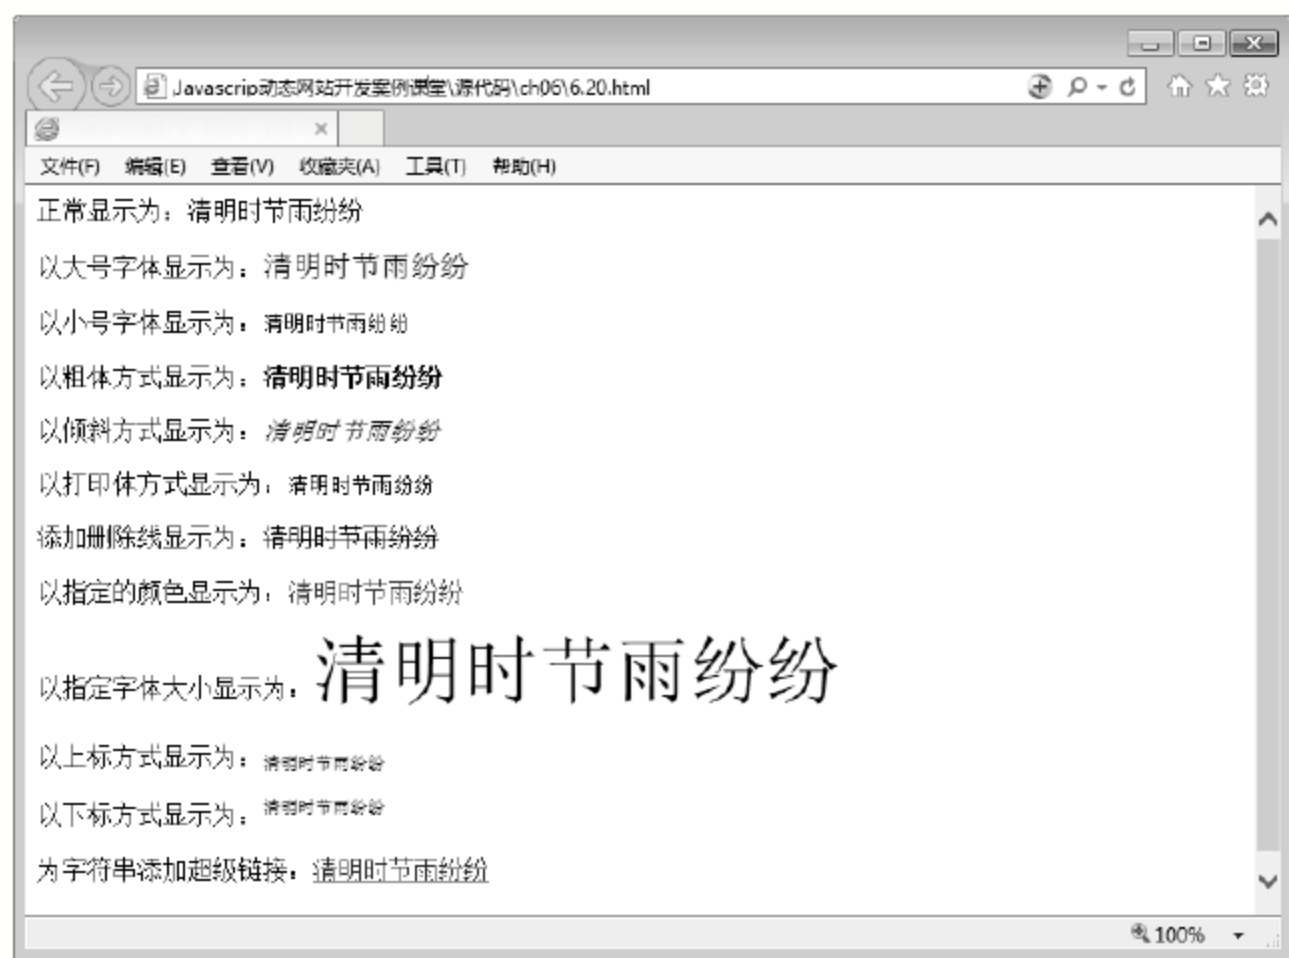 Javascrip动态网站开发案例课堂\源代码\ch06\6.20.html
文件(F) 编辑(E) 查看(V) 收藏夹(A) 工具(T) 帮助(H)
正常显示为：清明时节雨纷纷
以大号字体显示为：清明时节雨纷纷
以小号字体显示为：清明时节雨纷纷
以粗体方式显示为：清明时节雨纷纷
以倾斜方式显示为：清明时节雨纷纷
以打印体方式显示为：清明时节雨纷纷
添加删除线显示为：清明时节雨纷纷
以指定的颜色显示为：清明时节雨纷纷
以指定字体大小显示为：清明时节雨纷纷
以上标方式显示为：清明时节雨纷纷
以下标方式显示为：清明时节雨纷纷
为字符串添加超级链接：清明时节雨纷纷
100%